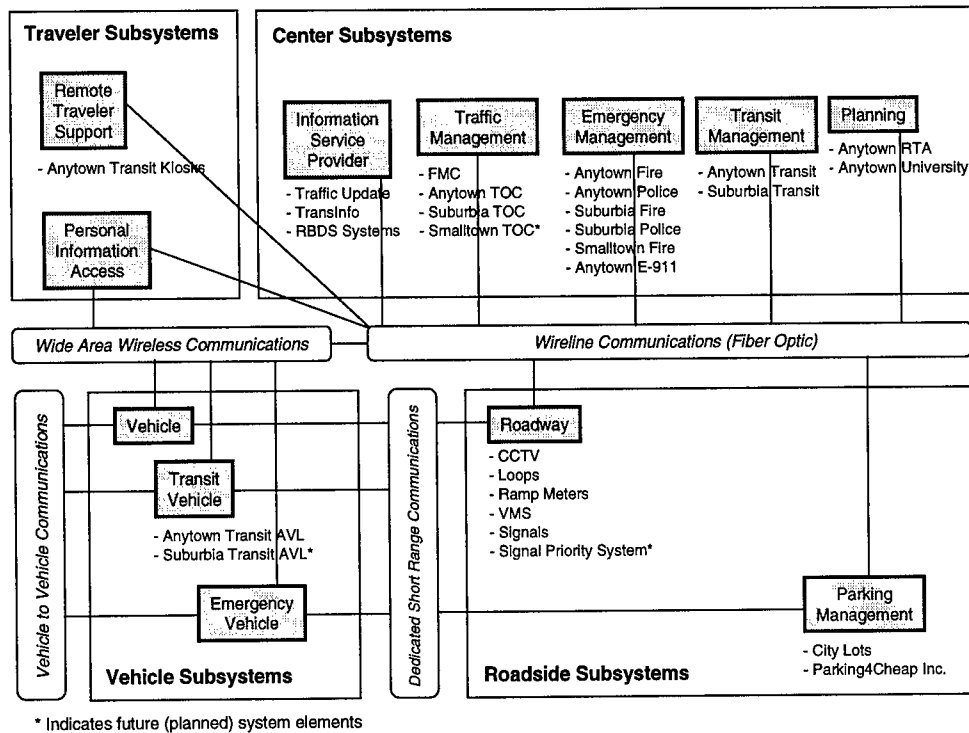 Traveler Subsystems
Remote
Traveler
Support
- Anytown Transit Kiosks
Personal
Information
Access
Center Subsystems
Information
Service
Provider
- Traffic Update
- TransInfo
- RBDS Systems
Traffic
Management
- FMC
- Anytown TOC
- Suburbia TOC
- Smalltown TOC*
Emergency
Management
- Anytown Fire
- Anytown Police
- Suburbia Fire
- Suburbia Police
- Smalltown Fire
- Anytown E-911
Transit
Management
- Anytown Transit
- Suburbia Transit
Planning
- Anytown RTA
- Anytown University
Wide Area Wireless Communications
Wireline Communications (Fiber Optic)
Vehicle to Vehicle Communications
Vehicle
Transit
Vehicle
- Anytown Transit AVL
- Suburbia Transit AVL*
Emergency
Vehicle
Vehicle Subsystems
Dedicated Short Range Communications
Roadway
- CCTV
- Loops
- Ramp Meters
- VMS
- Signals
- Signal Priority System*
Parking
Management
- City Lots
- Parking4Cheap Inc.
Roadside Subsystems
* Indicates future (planned) system elements